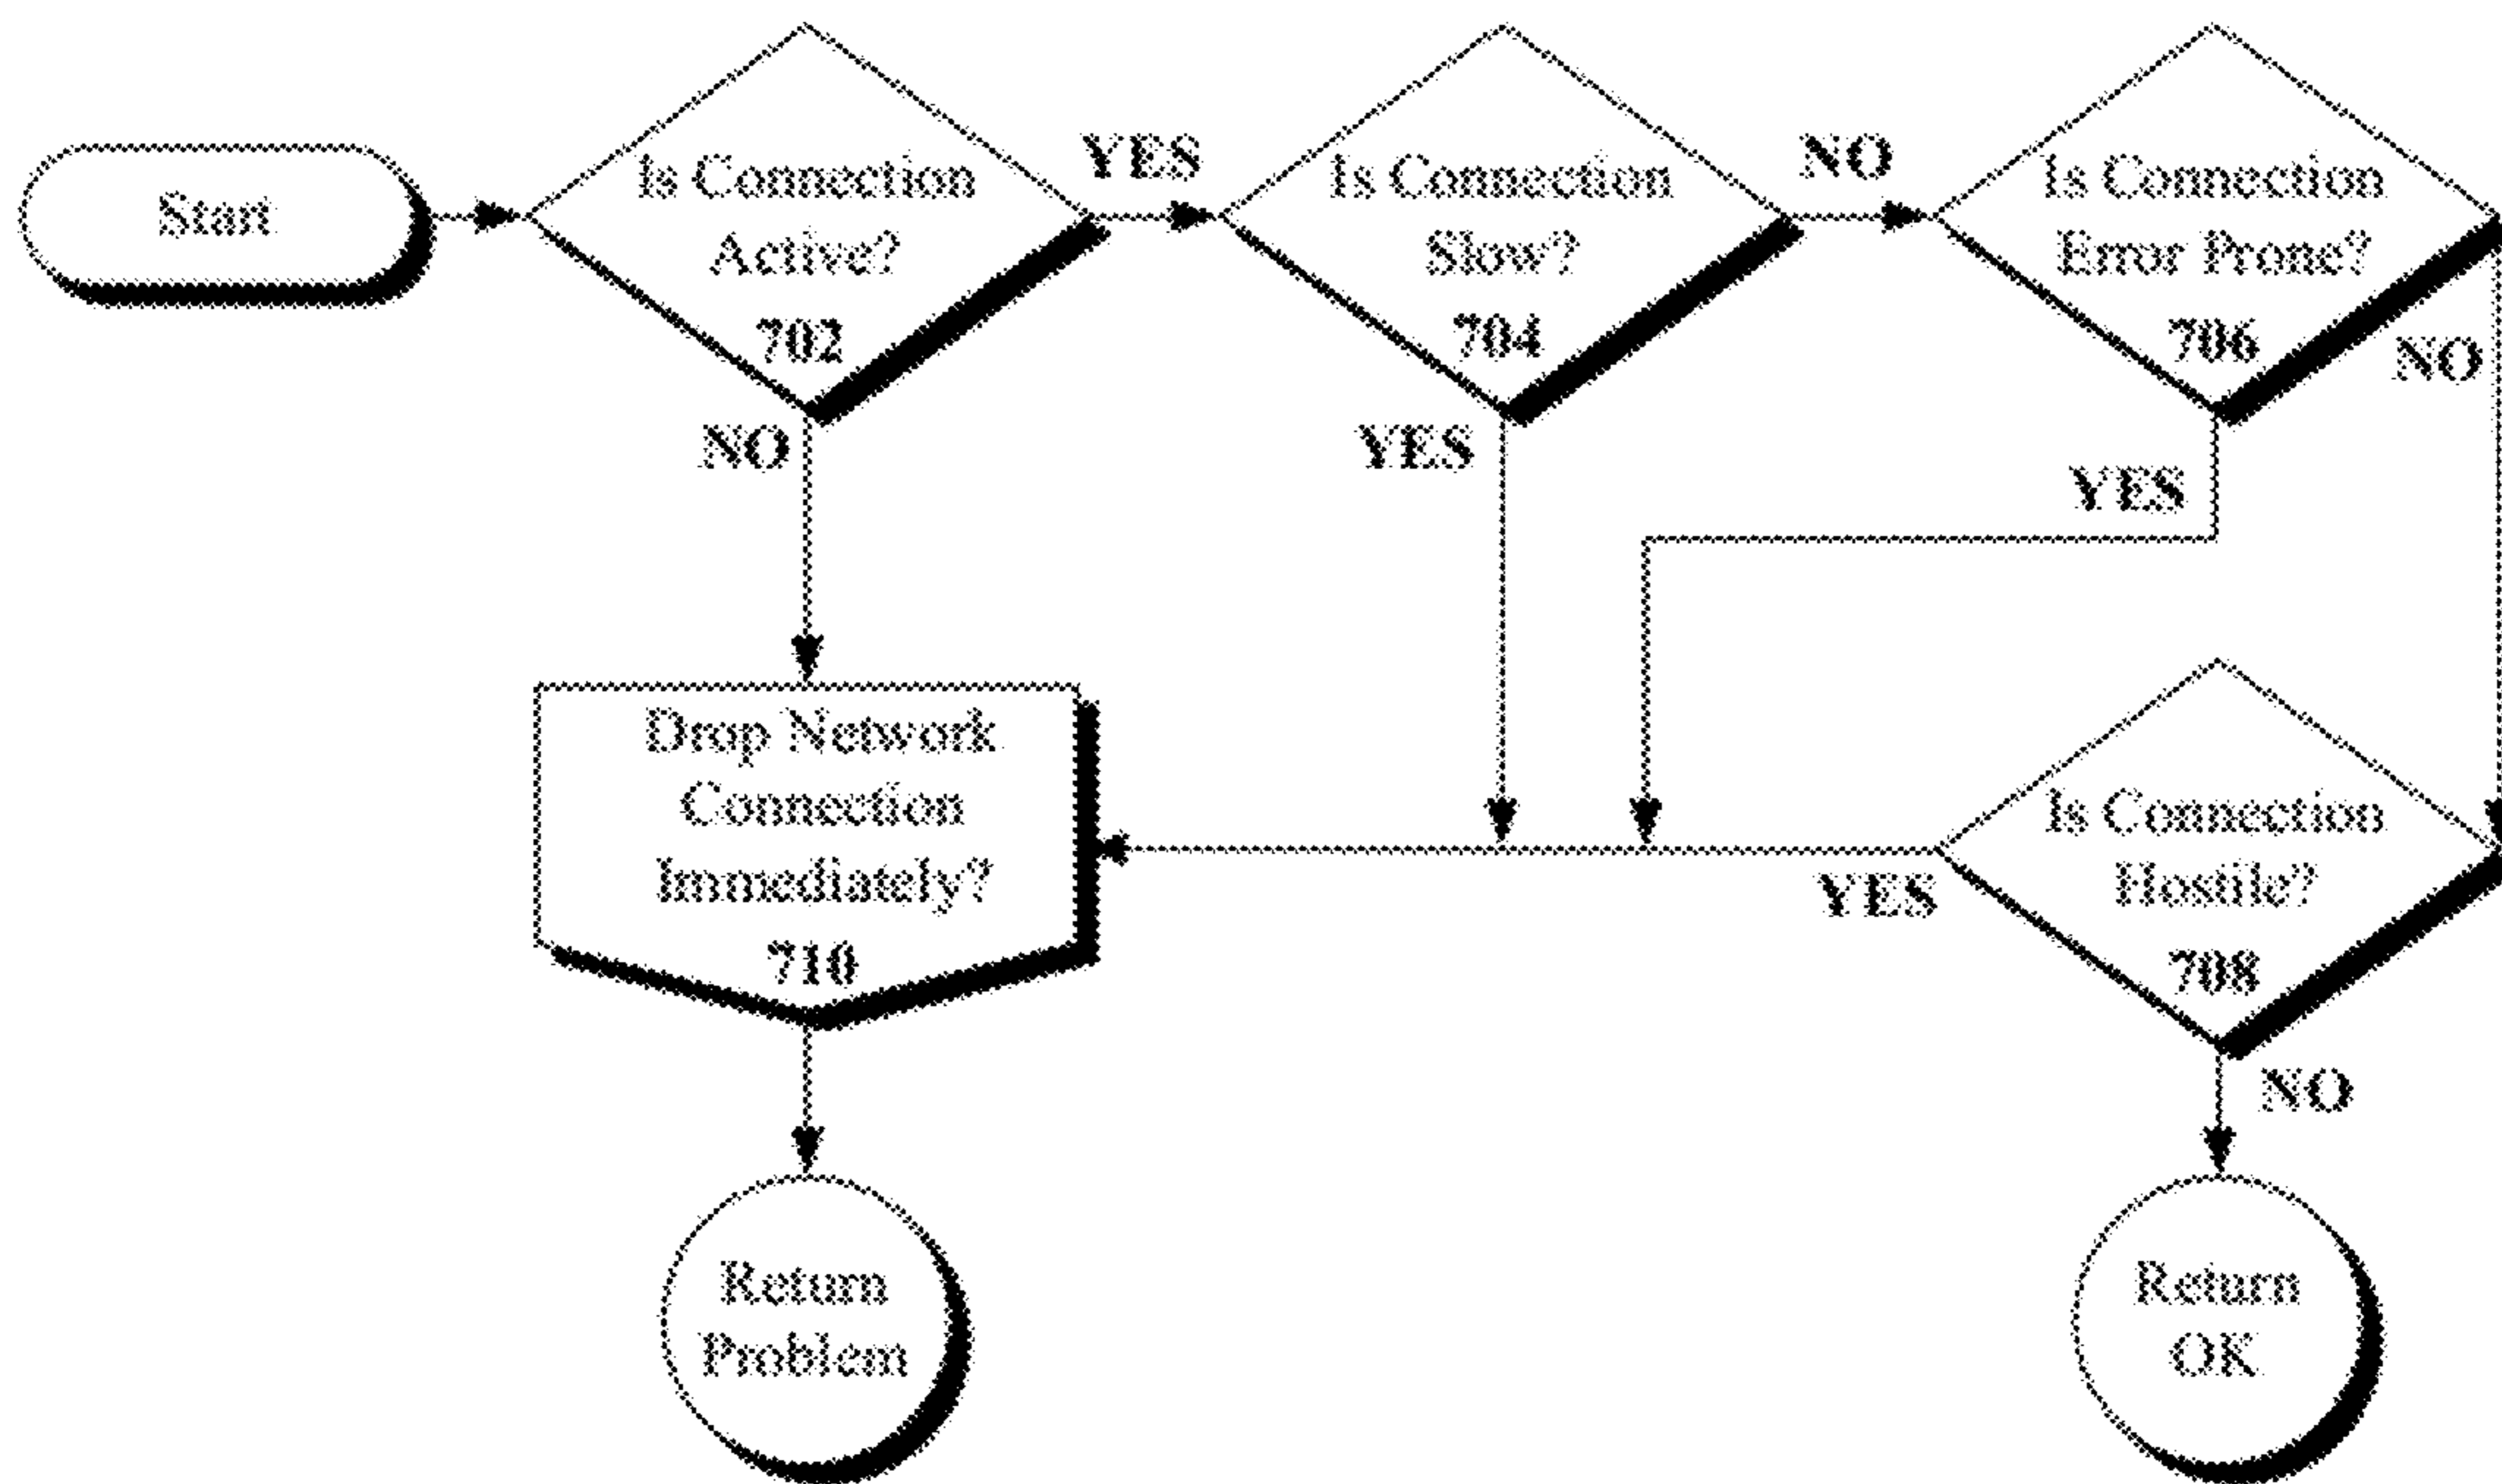 Start
Is Connection
Active?
702
YES
Is Connection
Slow?
704
NO
Is Connection
Error Prone?
706
NO
NO
YES
YES
Drop Network
Connection
Immediately?
710
YES
Is Connection
Hostile?
708
NO
Return
Problem
Return
OK